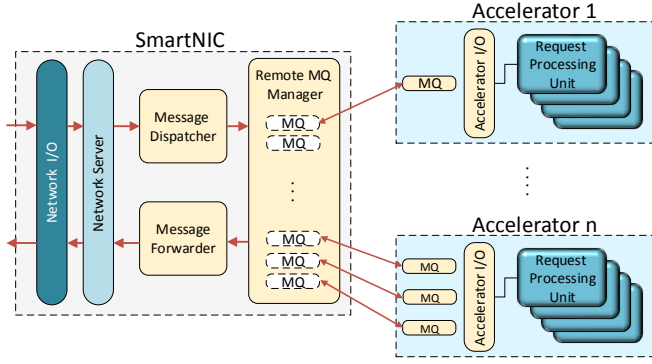 SmartNIC
Network I/O
Network Server
Message
Dispatcher
Message
Forwarder
Remote MQ
Manager
MQ
MQ
MQ
MQ
MQ
Accelerator 1
MQ
Accelerator I/O
Request
Processing
Unit
Accelerator n
MQ
MQ
MQ
Accelerator I/O
Request
Processing
Unit